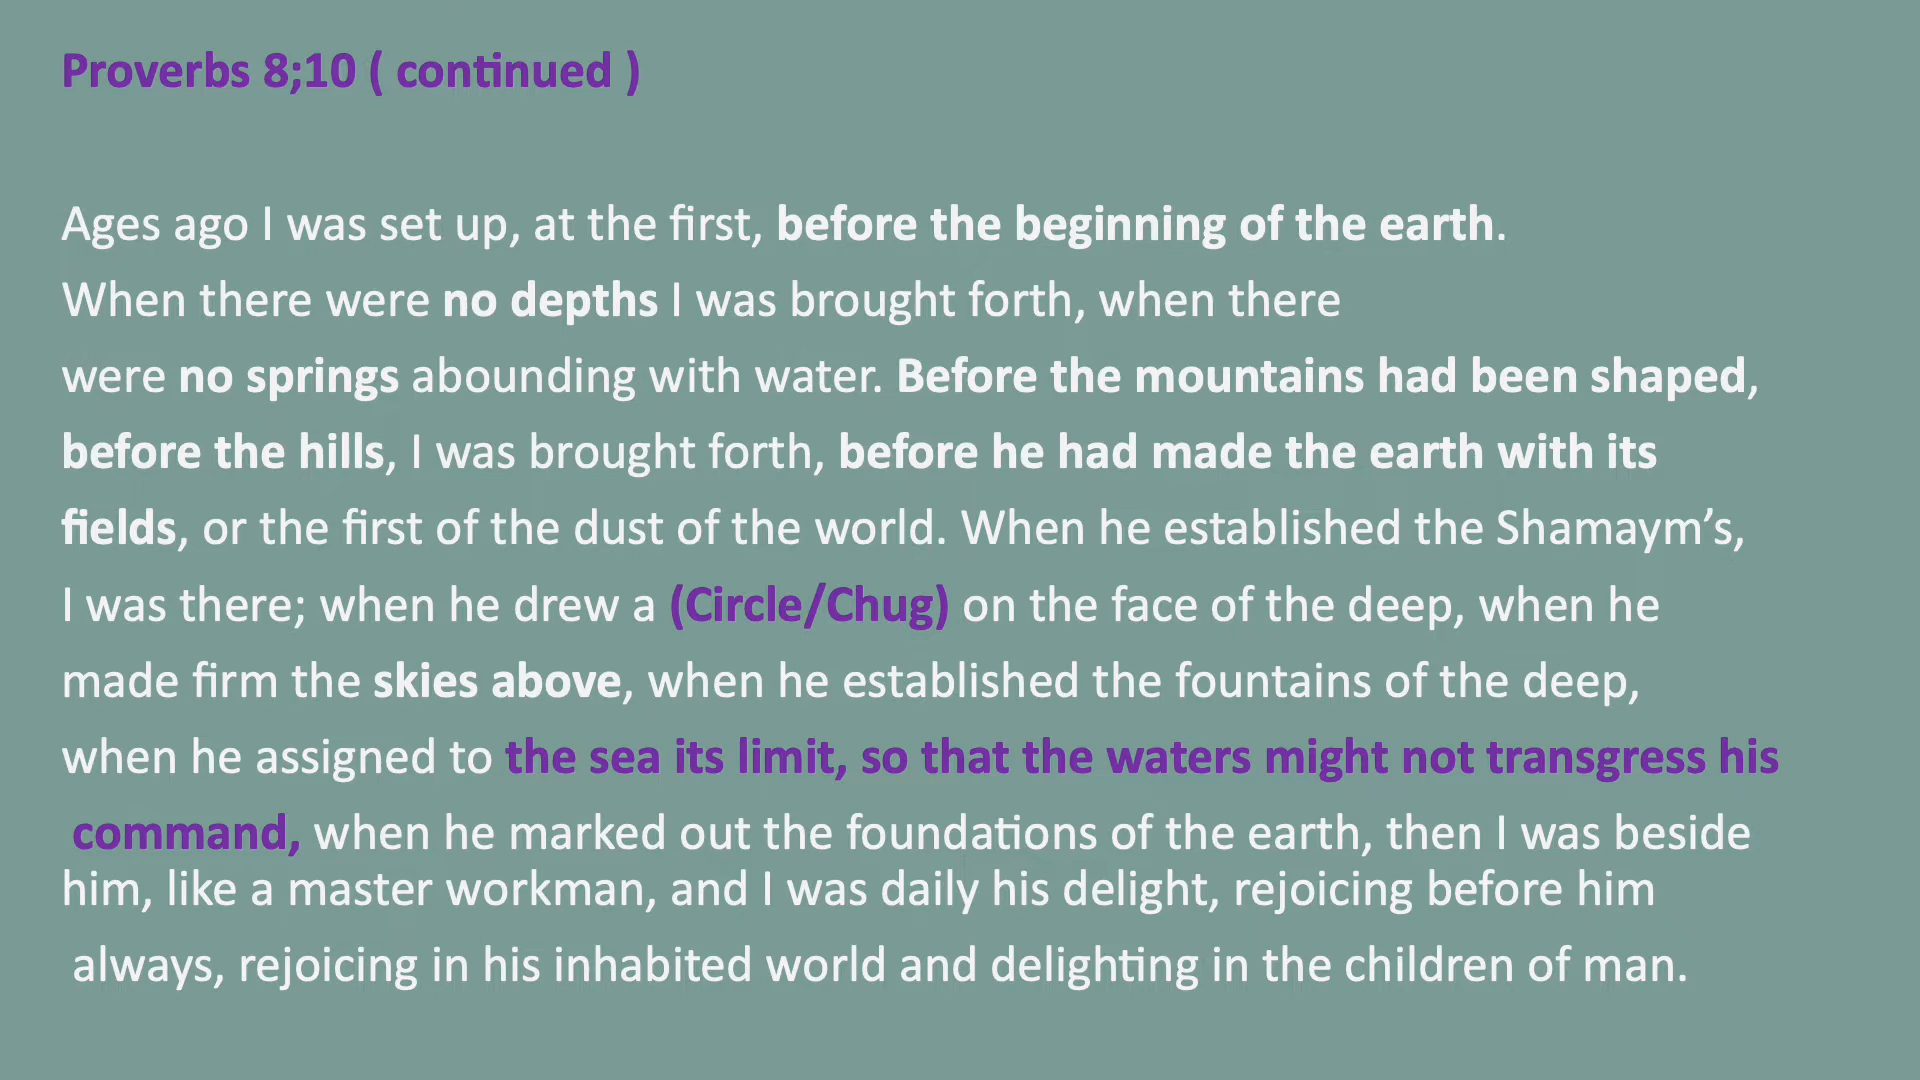 Proverbs 8;10 ( continued )
Ages ago I was set up, at the first, before the beginning of the earth.
When there were no depths I was brought forth, when there
were no springs abounding with water. Before the mountains had been shaped,
before the hills, I was brought forth, before he had made the earth with its
fields, or the first of the dust of the world. When he established the Shamaym’s,
I was there; when he drew a (Circle/Chug) on the face of the deep, when he
made firm the skies above, when he established the fountains of the deep,
when he assigned to the sea its limit, so that the waters might not transgress his
command, when he marked out the foundations of the earth, then I was beside
him, like a master workman, and I was daily his delight, rejoicing before him
always, rejoicing in his inhabited world and delighting in the children of man.